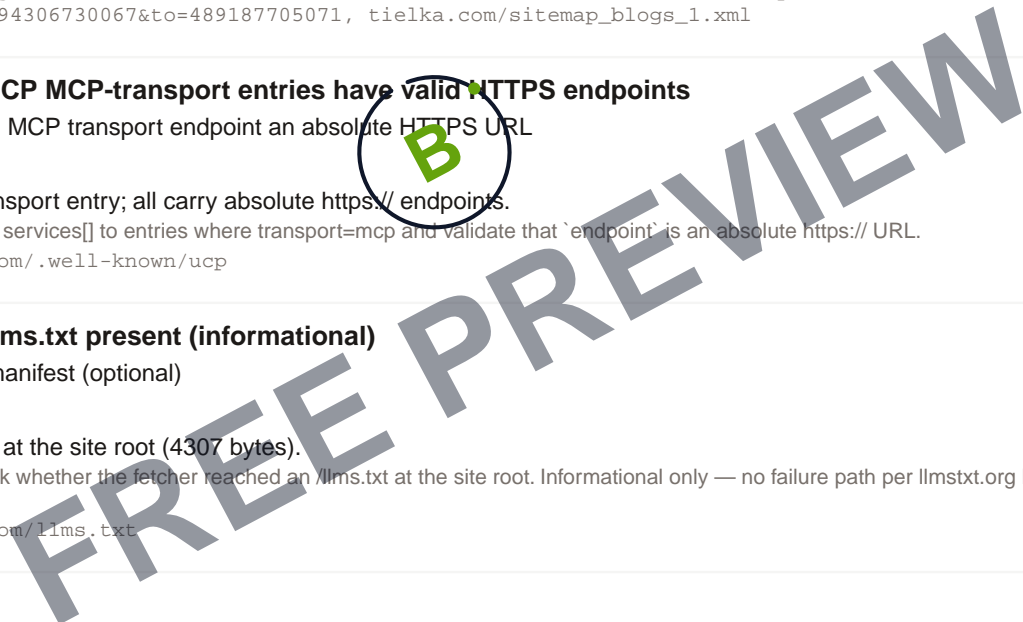 94306730067&to=489187705071, tielka.com/sitemap_blogs_1.xml
CP MCP-transport entries have valid HTTPS endpoints
MCP transport endpoint an absolute HTTPS URL
B
nsport entry; all carry absolute https:// endpoints.
services[] to entries where transport=mcp and validate that `endpoint` is an absolute https:// URL.
om/.well-known/ucp
lms.txt present (informational)
manifest (optional)
at the site root (4307 bytes).
k whether the fetcher reached an /llms.txt at the site root. Informational only — no failure path per llmstxt.org
om/llms.txt
FREE PREVIEW